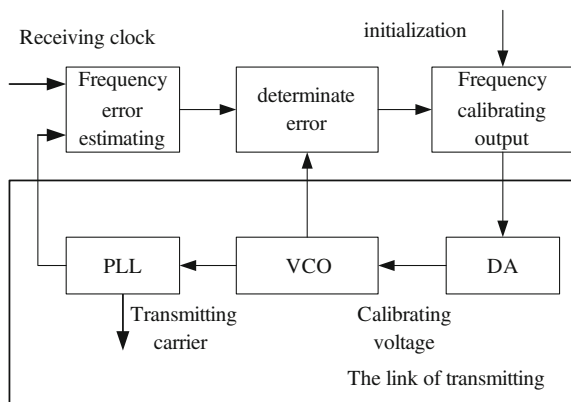 Receiving clock
initialization
Frequency
error
estimating
determinate
error
Frequency
calibrating
output
PLL
VCO
DA
Transmitting
carrier
Calibrating
voltage
The link of transmitting